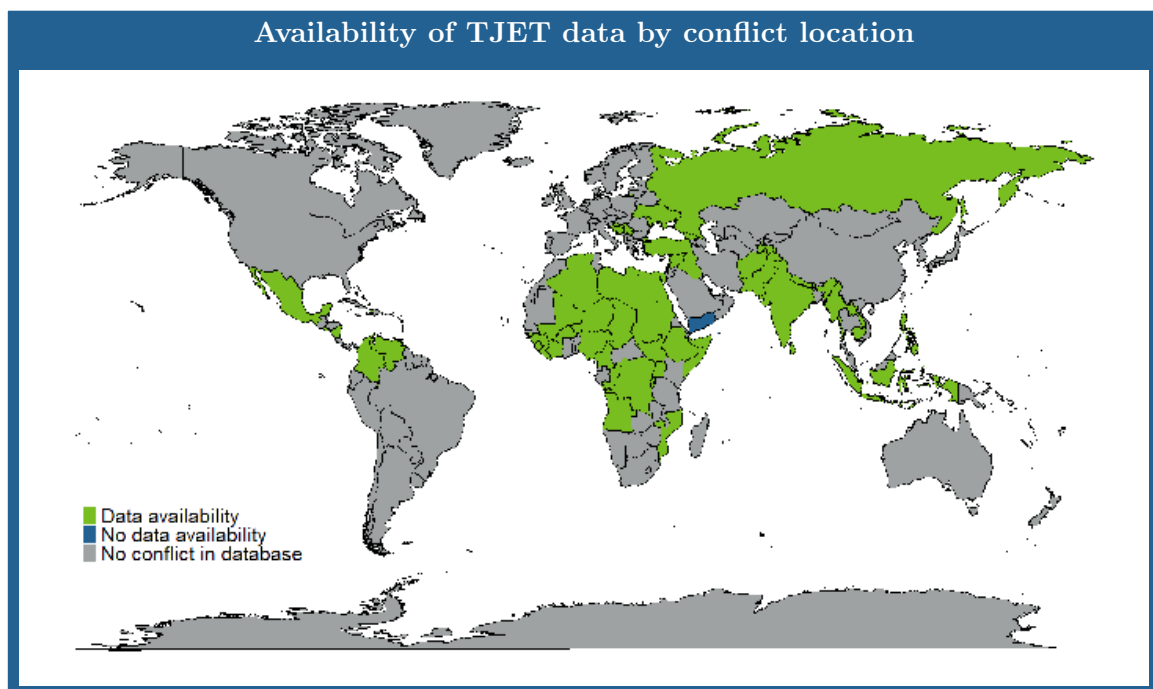 Availability of TJET data by conflict location
Data availability
No data availability
No conflict in database